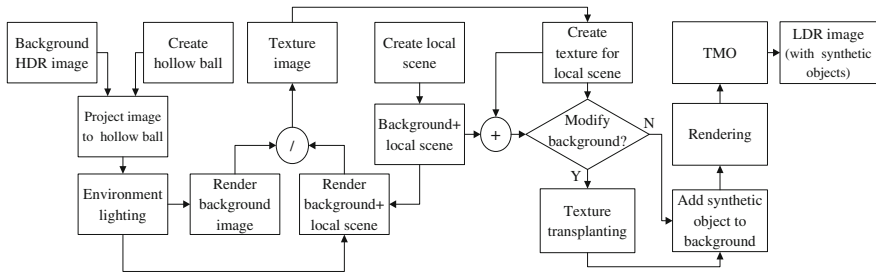 Background
HDR image
Create
hollow ball
Texture
image
Create local
scene
Create
texture for
local scene
TMO
LDR image
(with synthetic
objects)
Project image
to hollow ball
/
Background+
local scene
+
Modify
background?
N
Y
Rendering
Environment
lighting
Render
background
image
Render
background+
local scene
Texture
transplanting
Add synthetic
object to
background